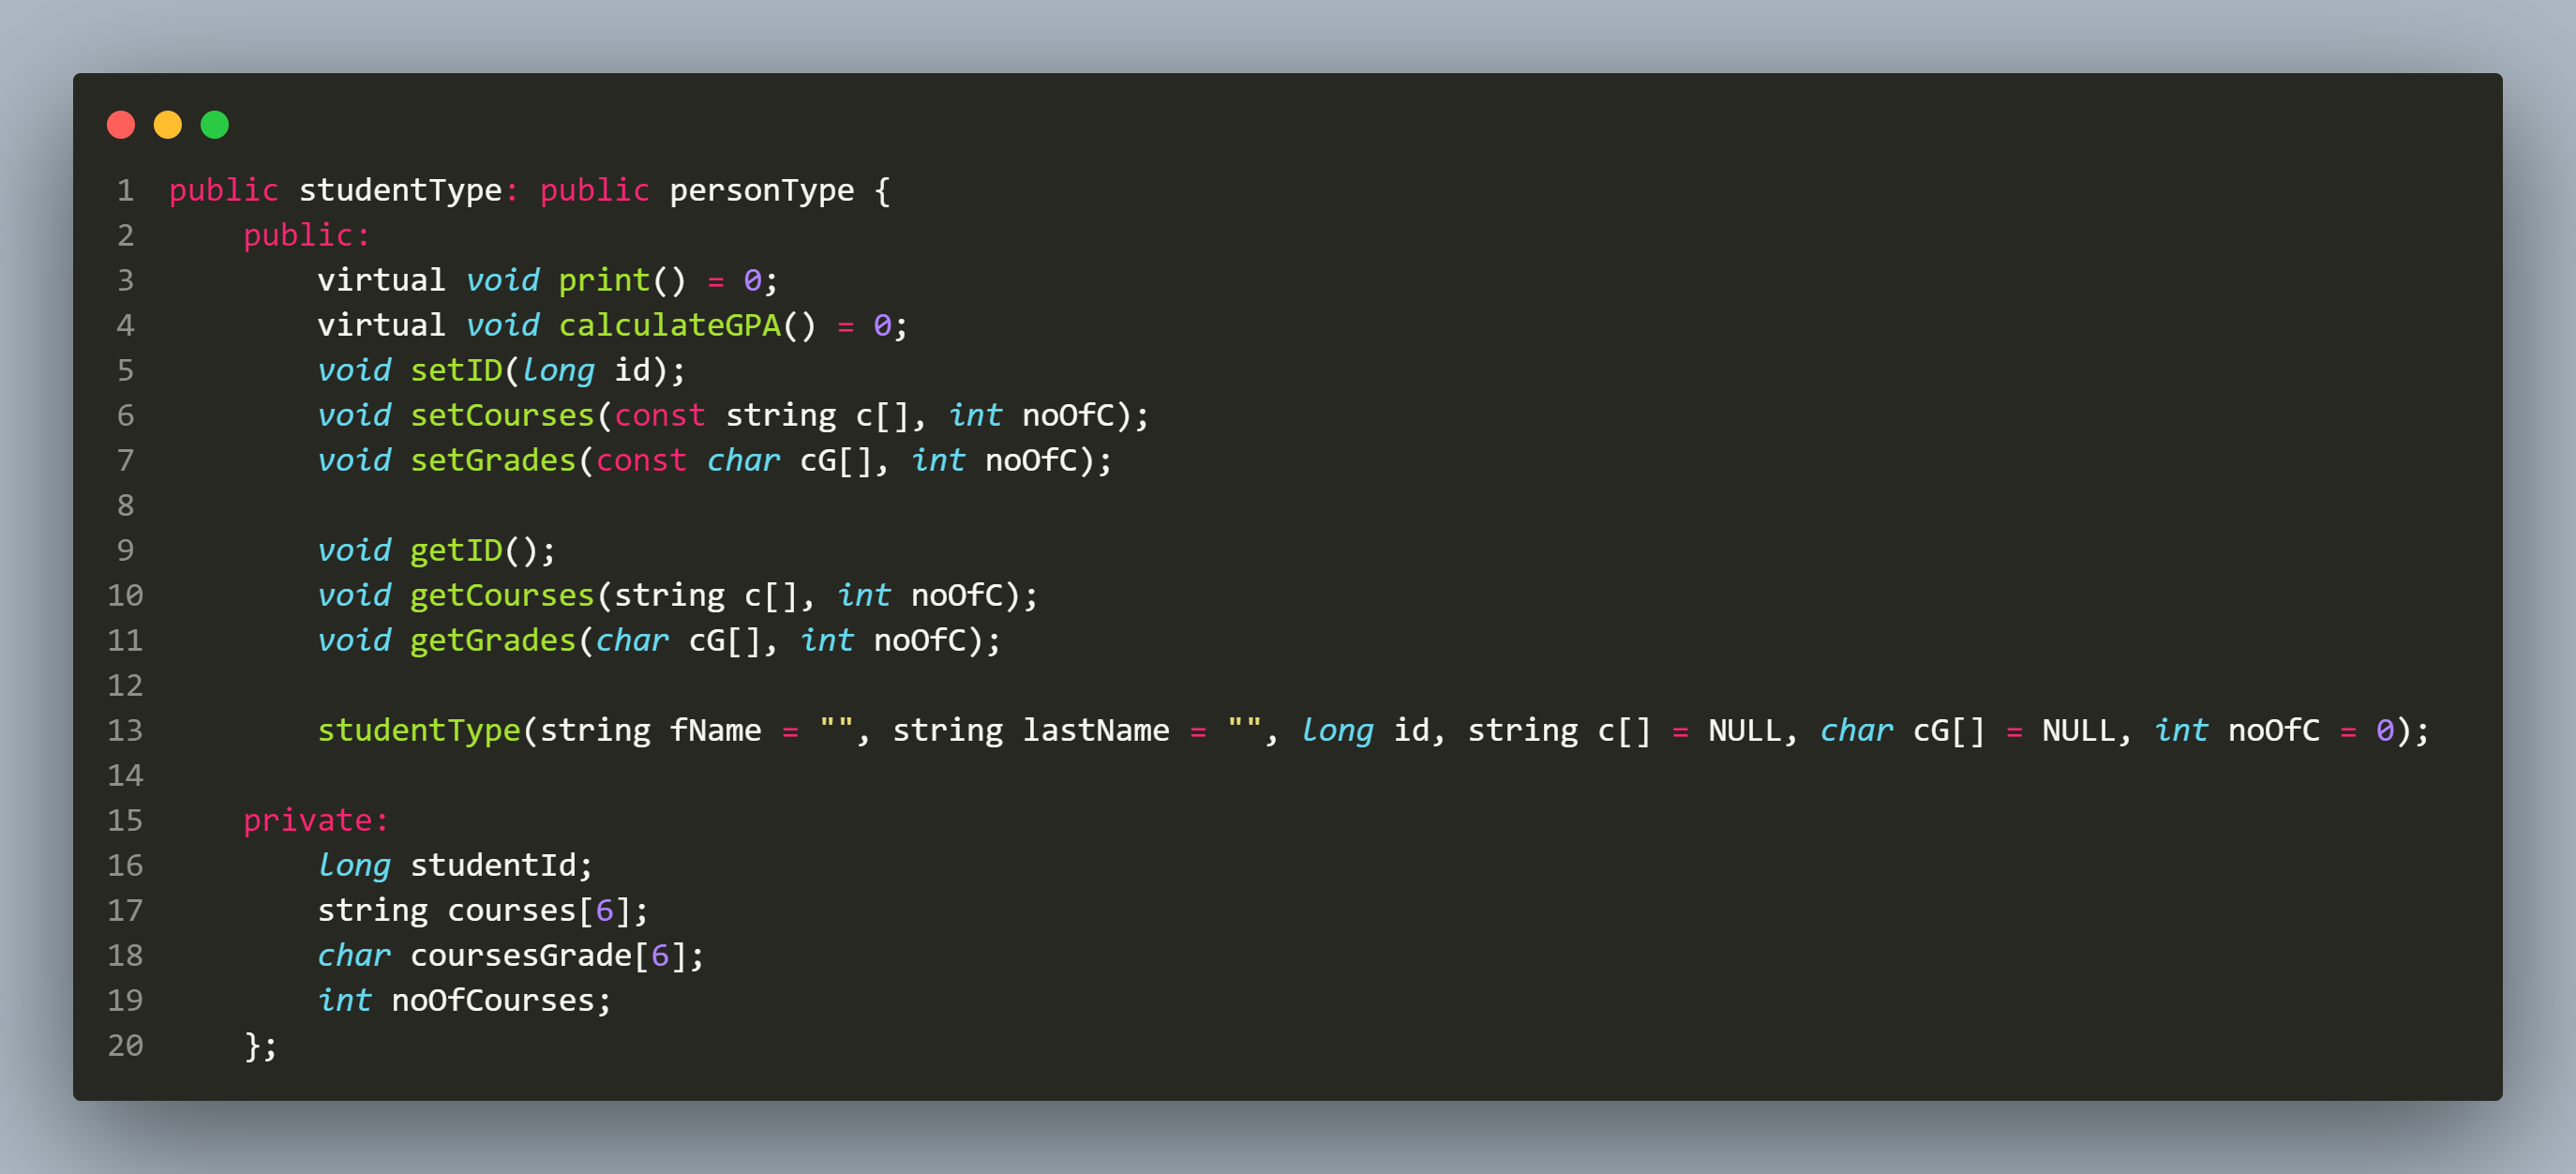 1 public studentType: public personType {
2     public:
3         virtual void print() = 0;
4         virtual void calculateGPA() = 0;
5         void setID(long id);
6         void setCourses(const string c[], int noOfC);
7         void setGrades(const char cG[], int noOfC);
8
9         void getID();
10         void getCourses(string c[], int noOfC);
11         void getGrades(char cG[], int noOfC);
12
13         studentType(string fName = "", string lastName = "", long id, string c[] = NULL, char cG[] = NULL, int noOfC = 0);
14
15     private:
16         long studentId;
17         string courses[6];
18         char coursesGrade[6];
19         int noOfCourses;
20     };